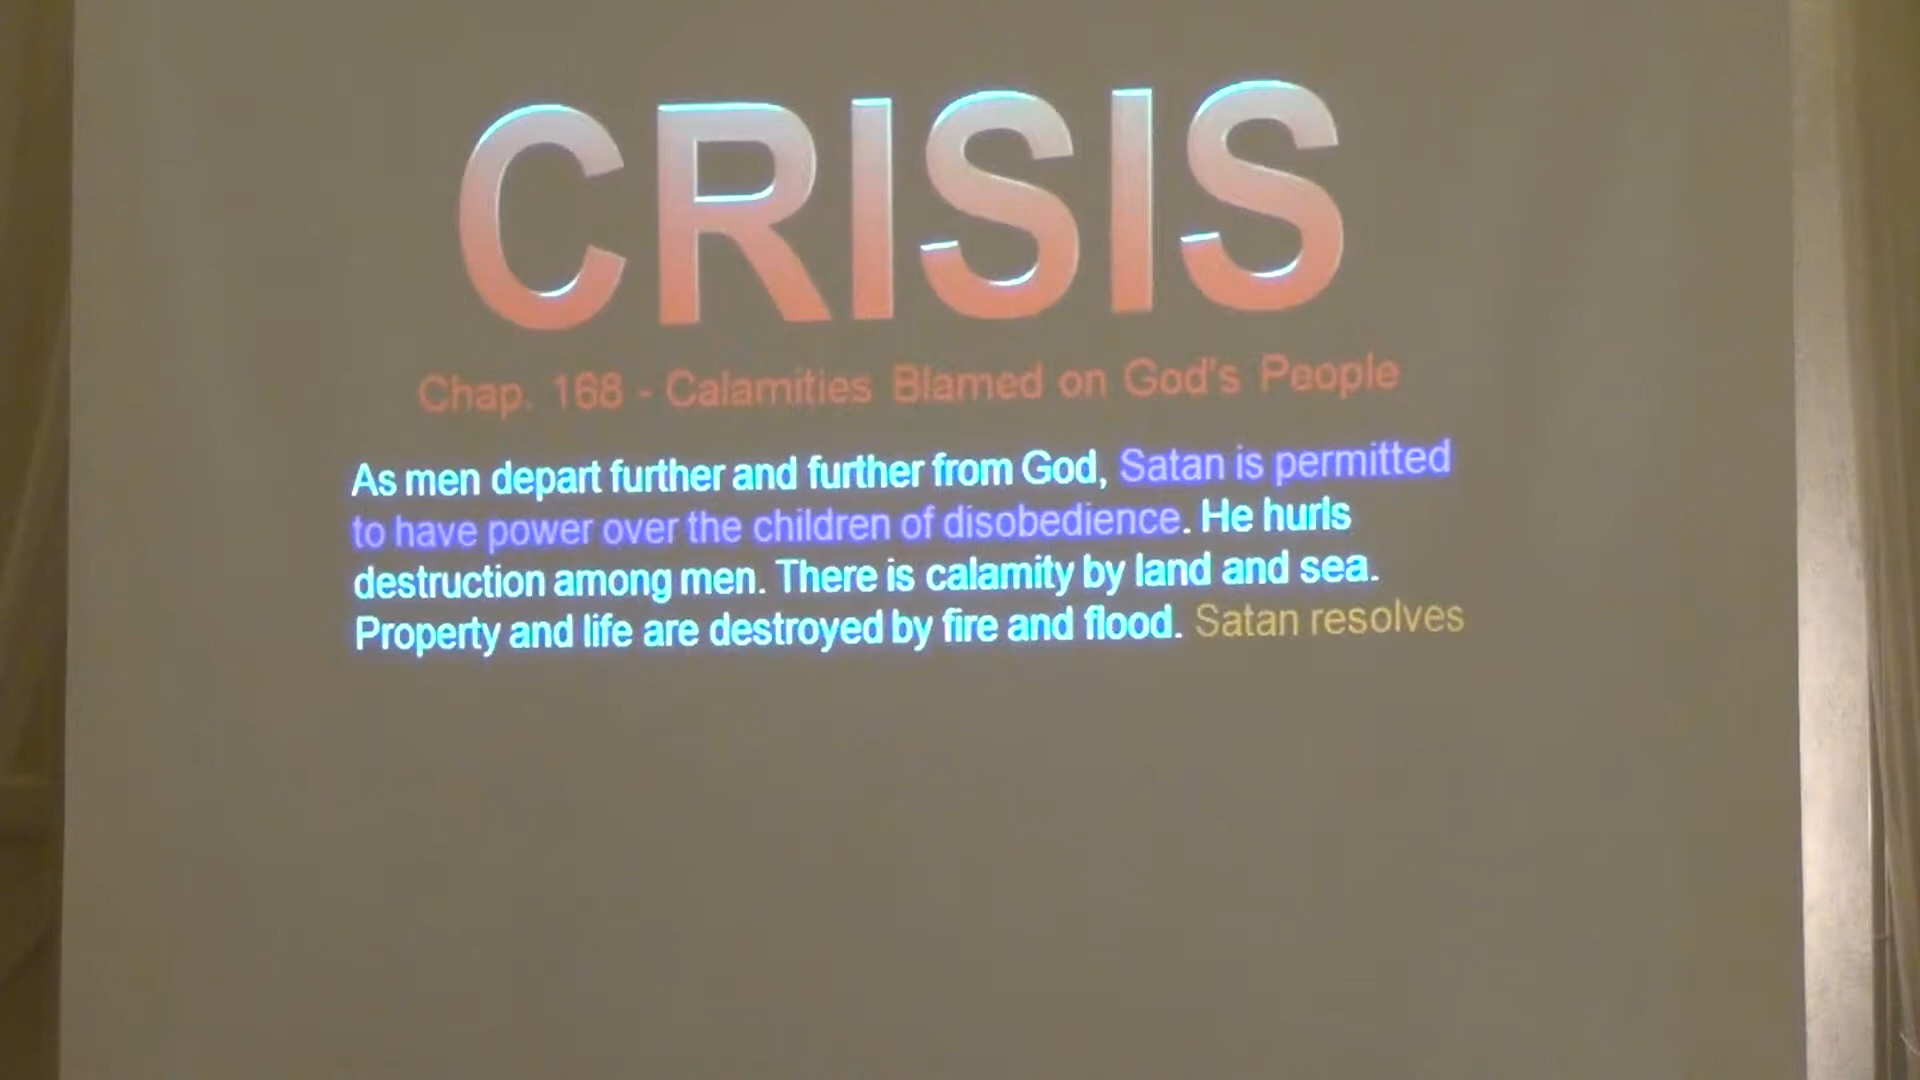 CRISIS
Chap. 168 - Calamities Blamed on God's People
As men depart further and further from God, Satan is permitted
to have power over the children of disobedience. He hurls
destruction among men. There is calamity by land and sea.
Property and life are destroyed by fire and flood. Satan resolves